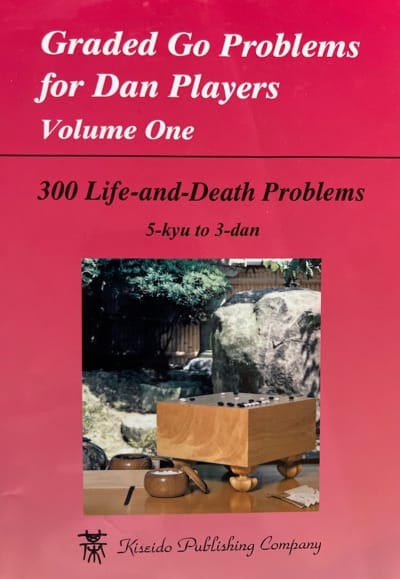 Graded Go Problems
for Dan Players
Volume One
300 Life-and-Death Problems
5-kyu to 3-dan
Kiseido Publishing Company